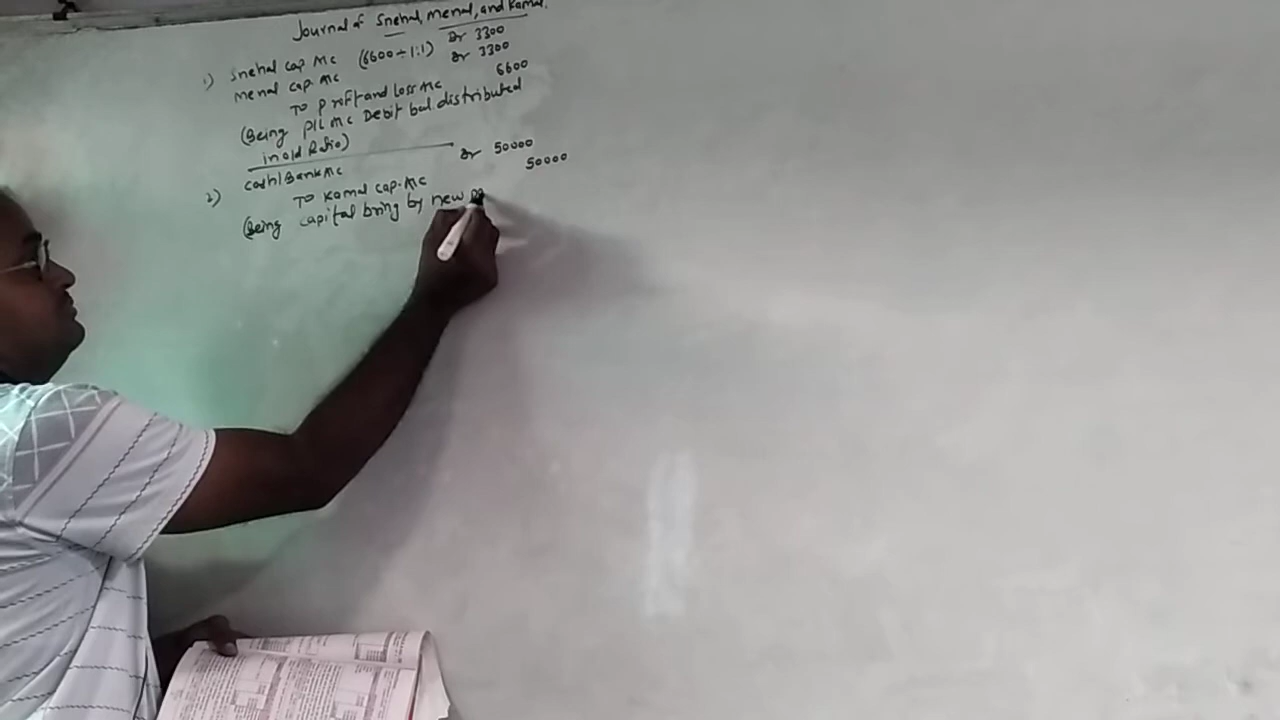 Journal of Snehal, Menal, and Kamal.
1) Snehal cap A/c (6600÷1:1) Dr 3300
Menal cap. A/c Dr 3300
To Profit and Loss A/c 6600
(Being P/L A/c Debit bal distributed
in old Ratio)
2) Cash/Bank A/c Dr 50000
To Kamal cap. A/c 50000
(Being capital bring by new